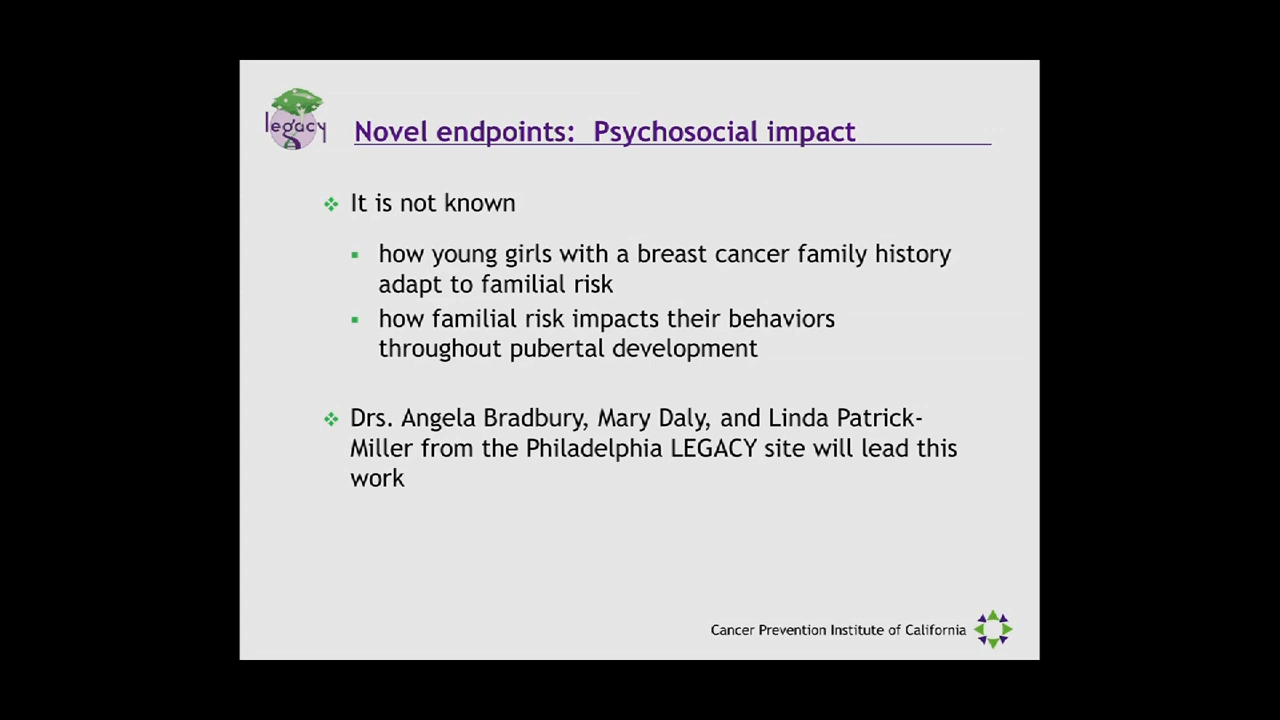 legacy
Novel endpoints: Psychosocial impact
It is not known
how young girls with a breast cancer family history
adapt to familial risk
how familial risk impacts their behaviors
throughout pubertal development
Drs. Angela Bradbury, Mary Daly, and Linda Patrick-
Miller from the Philadelphia LEGACY site will lead this
work
Cancer Prevention Institute of California